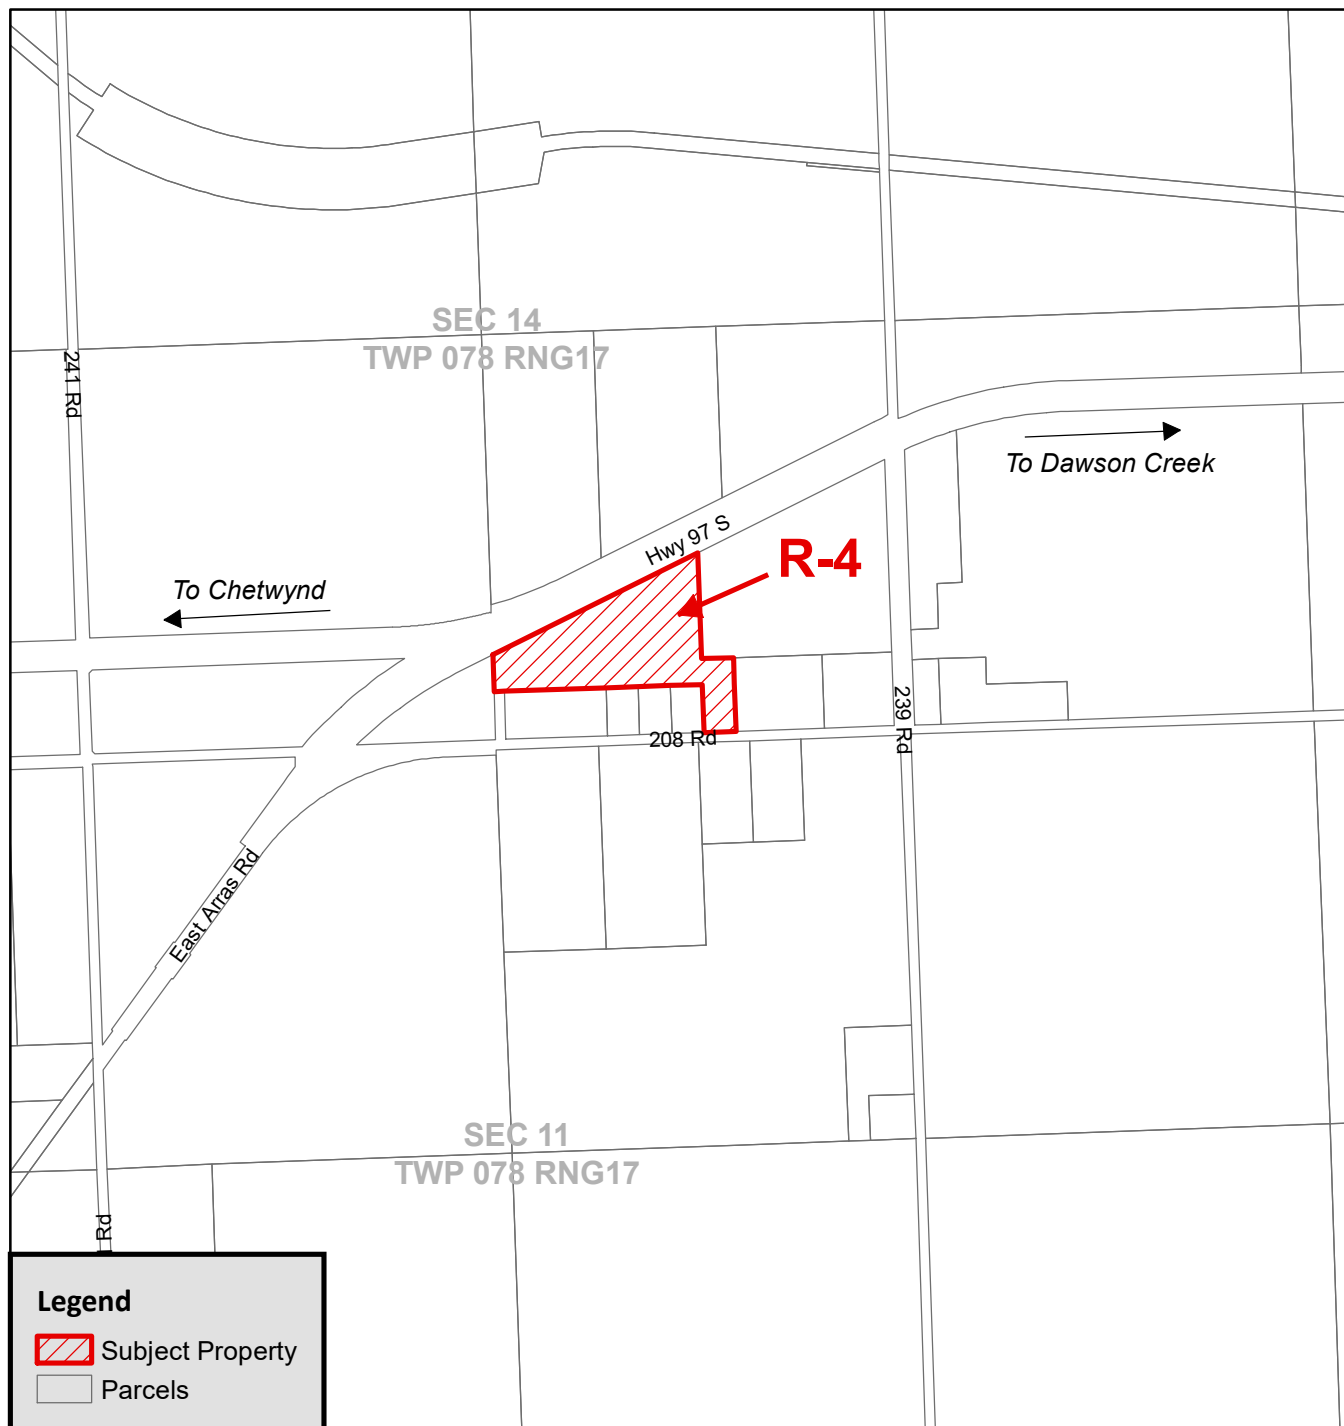 SEC 14
TWP 078 RNG17
241 Rd
To Dawson Creek
Hwy 97 S
R-4
To Chetwynd
239 Rd
208 Rd
East Arras Rd
SEC 11
TWP 078 RNG17
Rd
Legend
Subject Property
Parcels